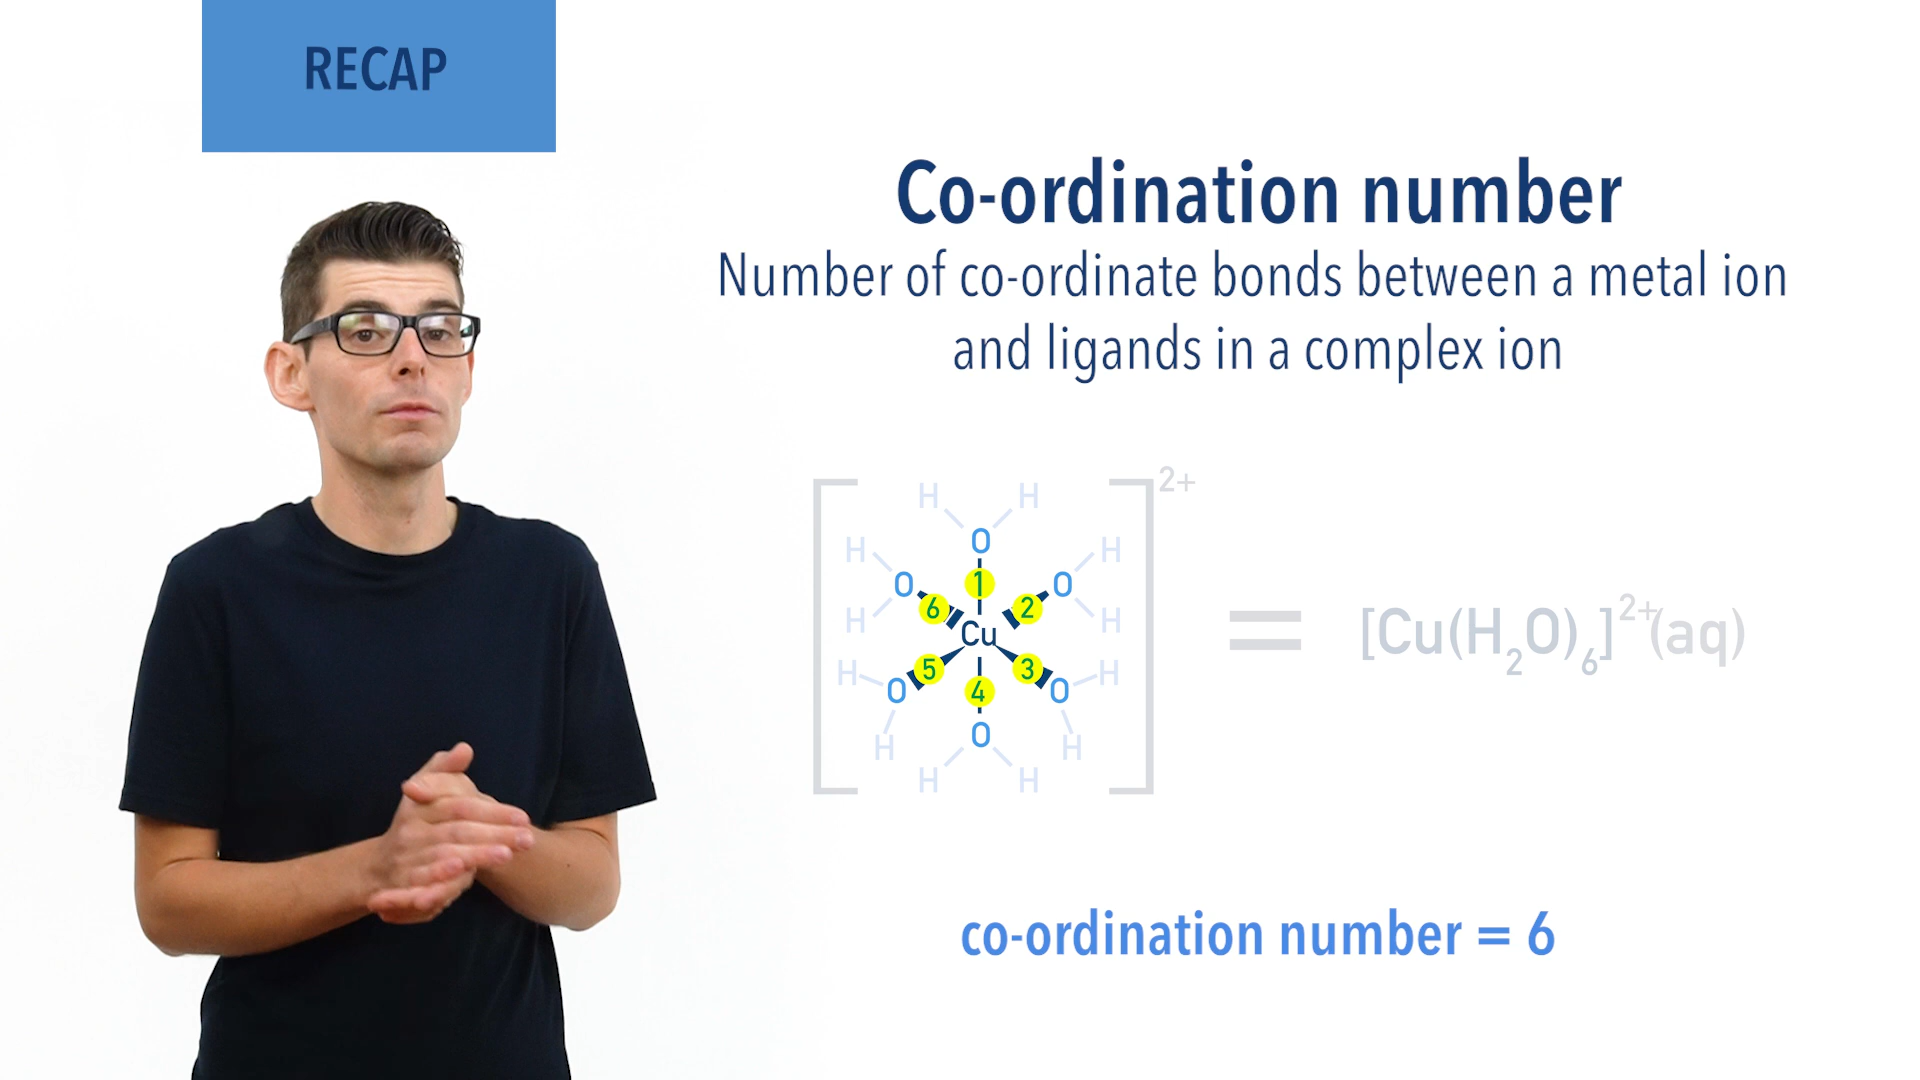 RECAP
Co-ordination number
Number of co-ordinate bonds between a metal ion
and ligands in a complex ion
2+
H H
H O H
O 1 O
6 2
H Cu H
H 5 3 H
O 4 O
H O H
H H
= [Cu(H₂O)₆]²⁺(aq)
co-ordination number = 6